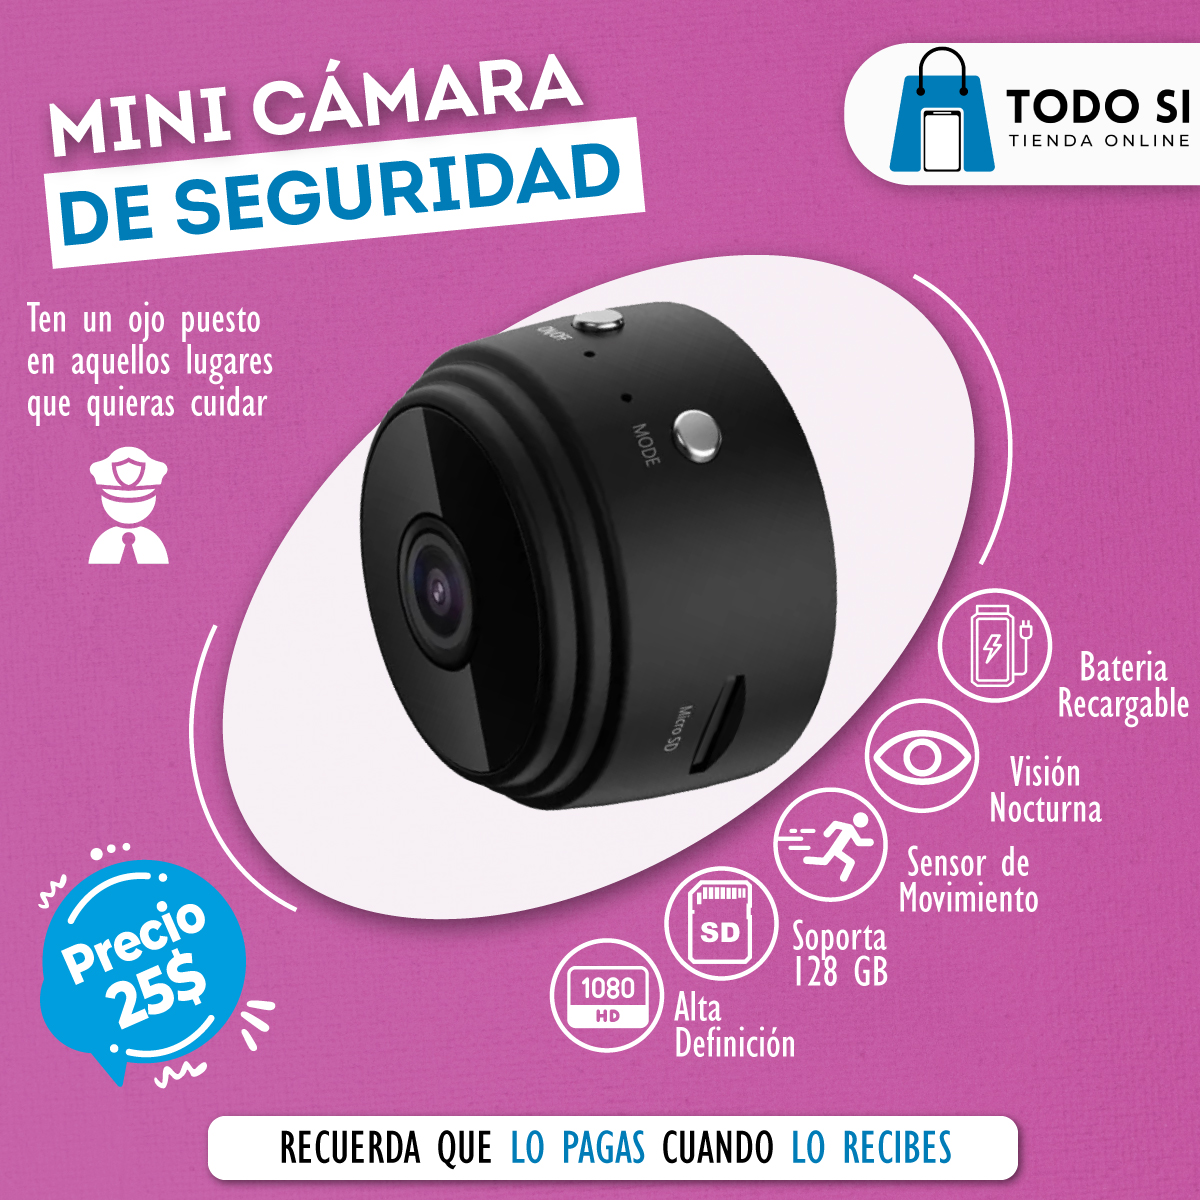 MINI CÁMARA
DE SEGURIDAD
TODO SI
TIENDA ONLINE
Ten un ojo puesto
en aquellos lugares
que quieras cuidar
ON/OFF
MODE
Micro SD
Bateria
Recargable
Visión
Nocturna
Sensor de
Movimiento
SD
Soporta
128 GB
1080
HD
Alta
Definición
Precio
25$
RECUERDA QUE LO PAGAS CUANDO LO RECIBES